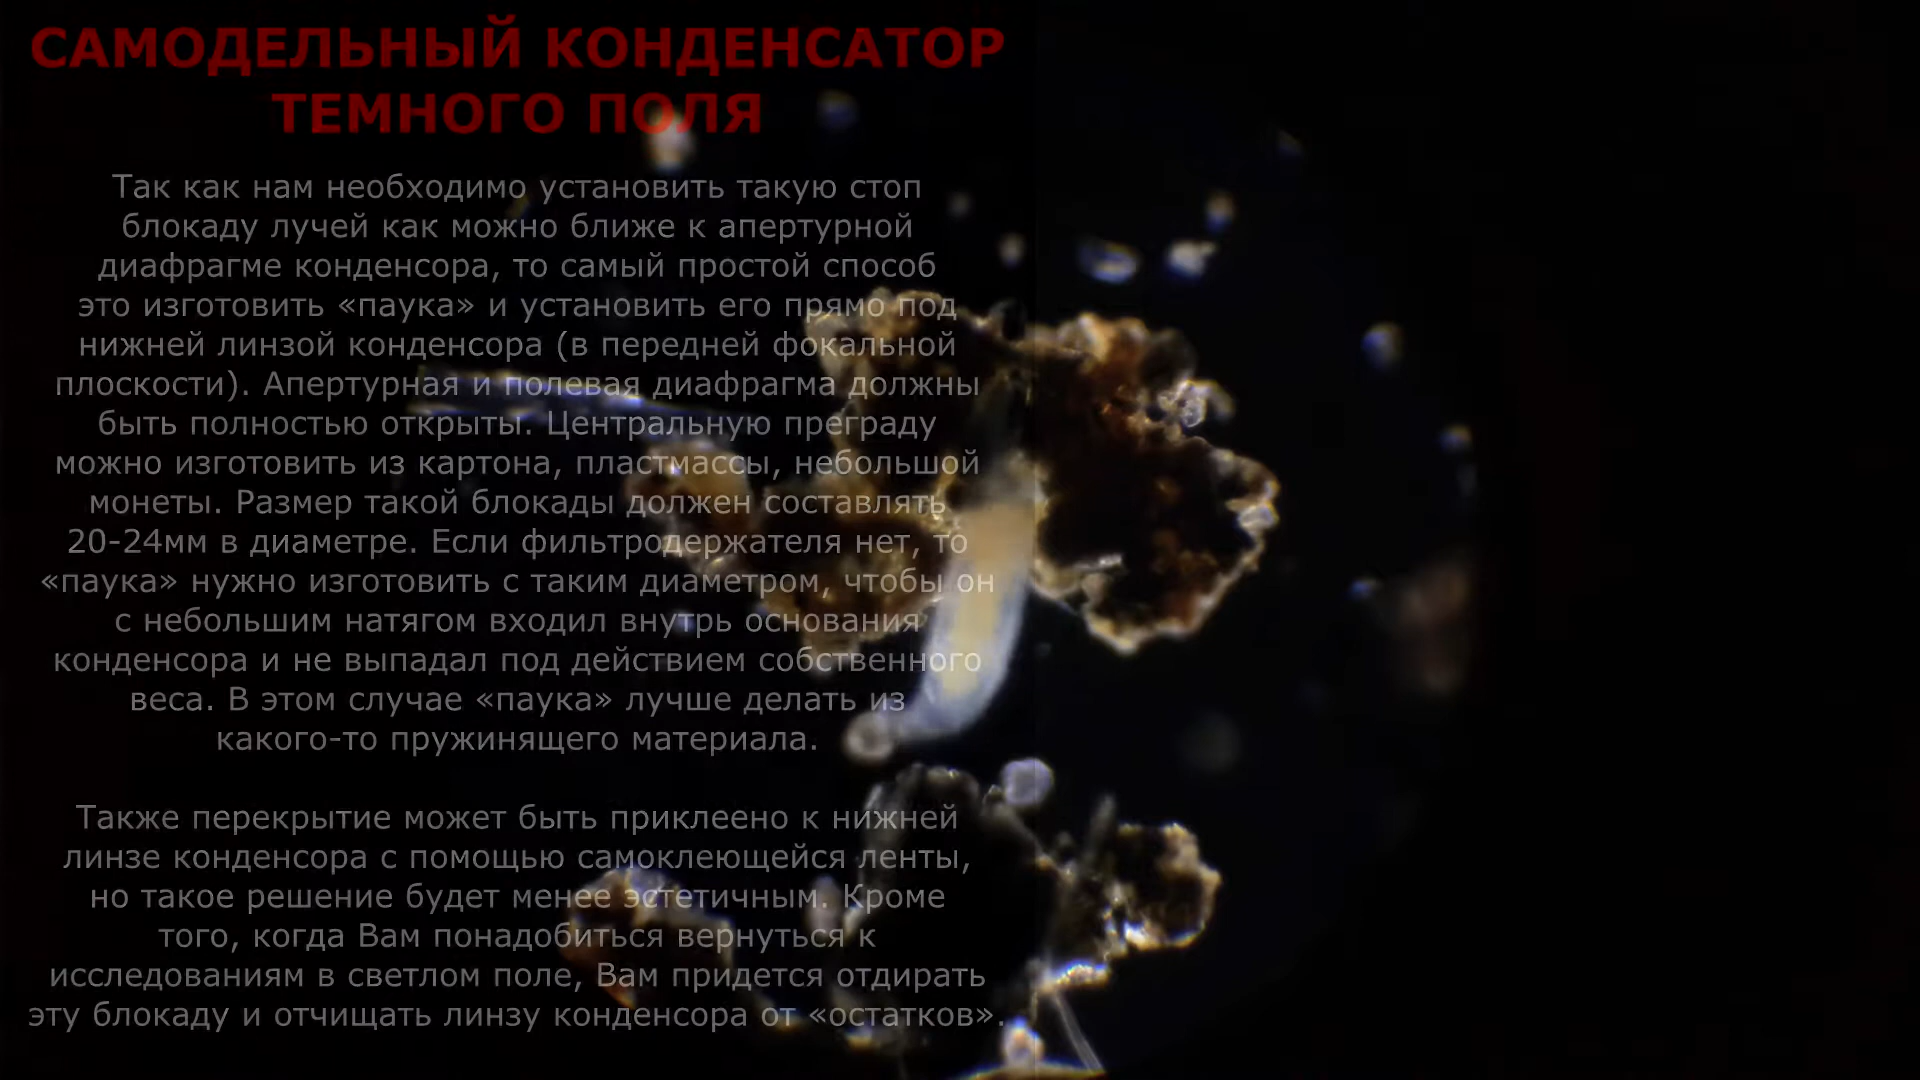 САМОДЕЛЬНЫЙ КОНДЕНСАТОР
ТЕМНОГО ПОЛЯ
Так как нам необходимо установить такую стоп
блокаду лучей как можно ближе к апертурной
диафрагме конденсора, то самый простой способ
это изготовить «паука» и установить его прямо под
нижней линзой конденсора (в передней фокальной
плоскости). Апертурная и полевая диафрагма должны
быть полностью открыты. Центральную преграду
можно изготовить из картона, пластмассы, небольшой
монеты. Размер такой блокады должен составлять
20-24мм в диаметре. Если фильтродержателя нет, то
«паука» нужно изготовить с таким диаметром, чтобы он
с небольшим натягом входил внутрь основания
конденсора и не выпадал под действием собственного
веса. В этом случае «паука» лучше делать из
какого-то пружинящего материала.
Также перекрытие может быть приклеено к нижней
линзе конденсора с помощью самоклеющейся ленты,
но такое решение будет менее эстетичным. Кроме
того, когда Вам понадобиться вернуться к
исследованиям в светлом поле, Вам придется отдирать
эту блокаду и отчищать линзу конденсора от «остатков».